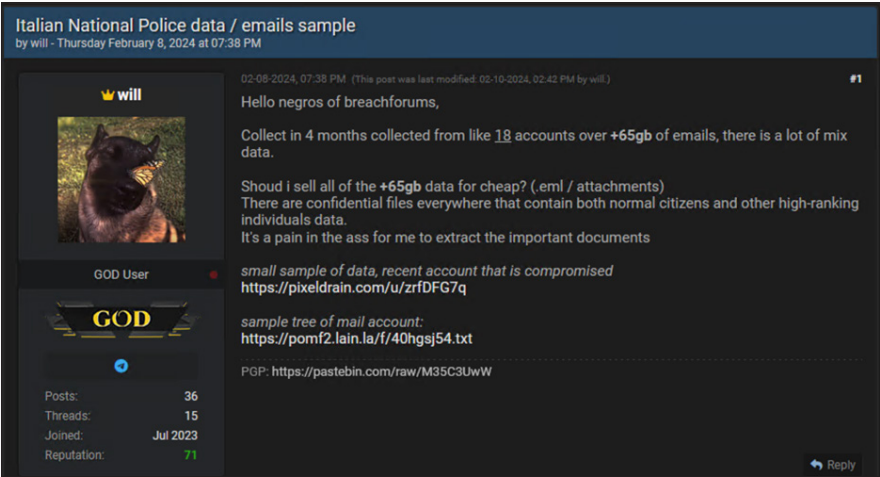 Italian National Police data / emails sample
by will - Thursday February 8, 2024 at 07:38 PM
will
GOD User
GOD
Posts: 36
Threads: 15
Joined: Jul 2023
Reputation: 71
02-08-2024, 07:38 PM (This post was last modified: 02-10-2024, 02:42 PM by will.) #1
Hello negros of breachforums,
Collect in 4 months collected from like 18 accounts over +65gb of emails, there is a lot of mix
data.
Shoud i sell all of the +65gb data for cheap? (.eml / attachments)
There are confidential files everywhere that contain both normal citizens and other high-ranking
individuals data.
It's a pain in the ass for me to extract the important documents
small sample of data, recent account that is compromised
https://pixeldrain.com/u/zrfDFG7q
sample tree of mail account:
https://pomf2.lain.la/f/40hgsj54.txt
PGP: https://pastebin.com/raw/M35C3UwW
Reply